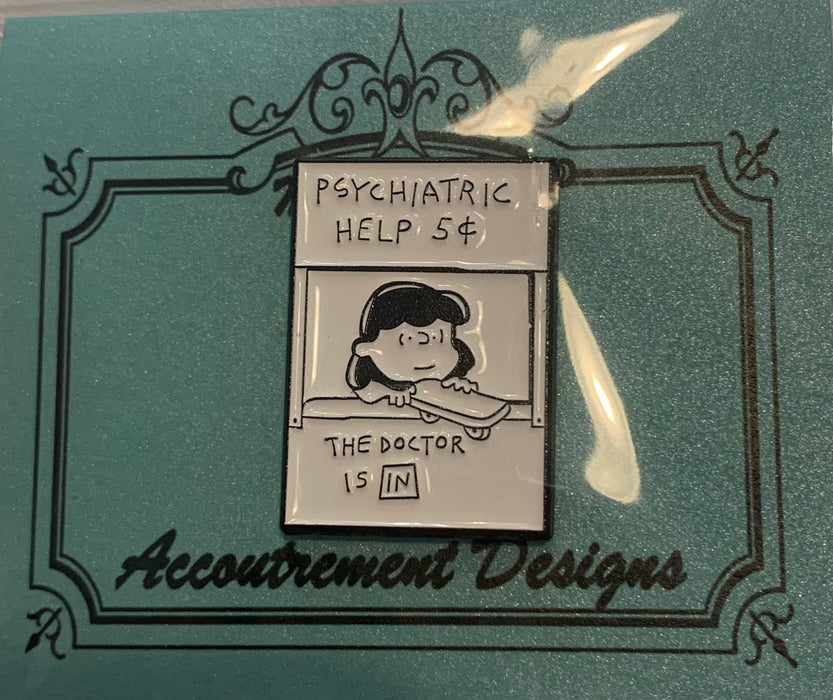 PSYCHIATRIC
HELP 5¢
THE DOCTOR
IS IN
Accoutrement Designs